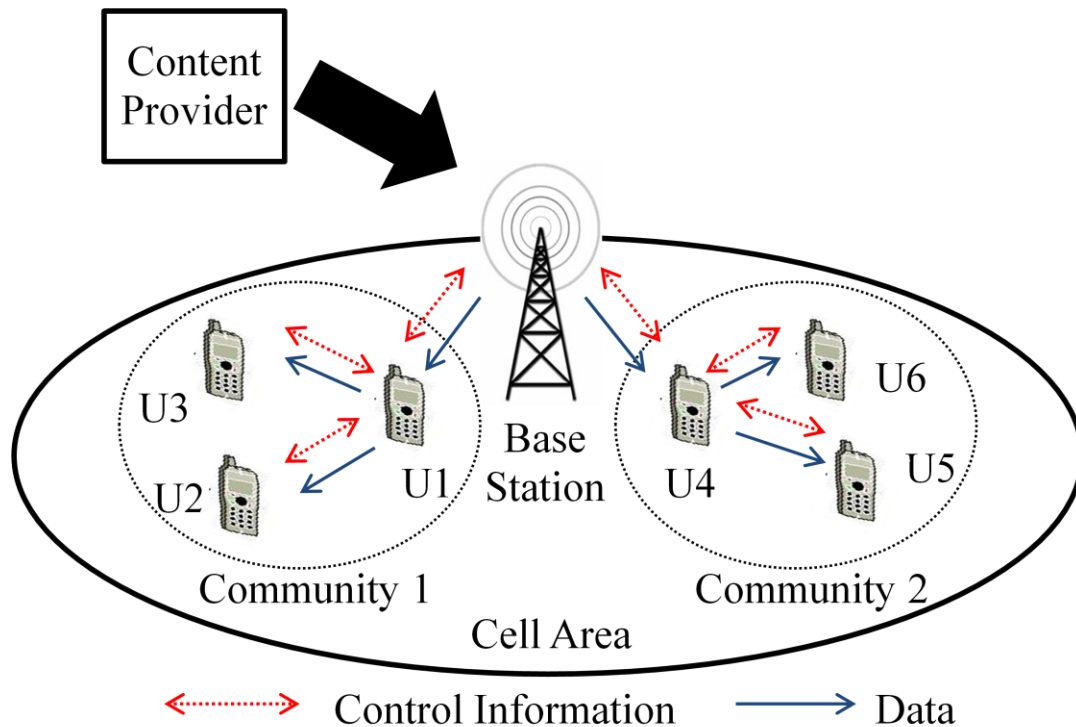 Content
Provider
U3
U6
U2
U1
Base
Station
U4
U5
Community 1
Community 2
Cell Area
Control Information
Data